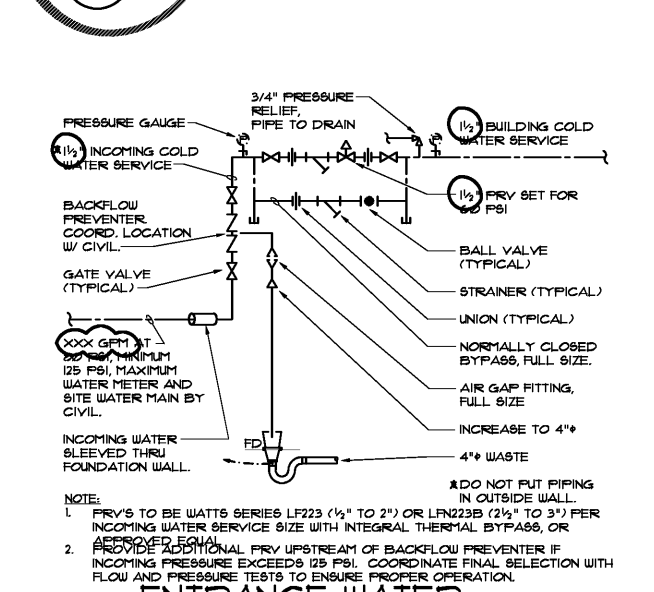 3/4" PRESSURE
RELIEF,
PIPE TO DRAIN
PRESSURE GAUGE
1½" INCOMING COLD
WATER SERVICE
1½" BUILDING COLD
WATER SERVICE
1½" PRV SET FOR
PSI
BACKFLOW
PREVENTER.
COORD. LOCATION
W/ CIVIL.
GATE VALVE
(TYPICAL)
BALL VALVE
(TYPICAL)
STRAINER (TYPICAL)
UNION (TYPICAL)
NORMALLY CLOSED
BYPASS, FULL SIZE.
AIR GAP FITTING,
FULL SIZE
INCREASE TO 4"ø
4"ø WASTE
XXX GPM AT
PSI, MINIMUM
125 PSI, MAXIMUM
WATER METER AND
SITE WATER MAIN BY
CIVIL.
INCOMING WATER
SLEEVED THRU
FOUNDATION WALL.
FD
*DO NOT PUT PIPING
IN OUTSIDE WALL.
NOTE:
1. PRV'S TO BE WATTS SERIES LF223 (½" TO 2") OR LFN223B (2½" TO 3") PER
INCOMING WATER SERVICE SIZE WITH INTEGRAL THERMAL BYPASS, OR
APPROVED EQUAL
2. PROVIDE ADDITIONAL PRV UPSTREAM OF BACKFLOW PREVENTER IF
INCOMING PRESSURE EXCEEDS 125 PSI. COORDINATE FINAL SELECTION WITH
FLOW AND PRESSURE TESTS TO ENSURE PROPER OPERATION.
ENTRANCE WATER